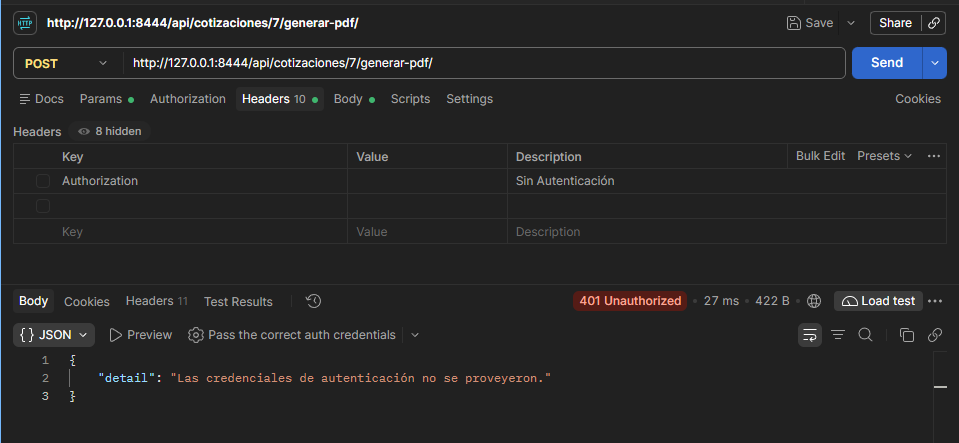 HTTP http://127.0.0.1:8444/api/cotizaciones/7/generar-pdf/ Save Share
POST http://127.0.0.1:8444/api/cotizaciones/7/generar-pdf/ Send
Docs Params Authorization Headers 10 Body Scripts Settings Cookies
Headers 8 hidden
Key Value Description Bulk Edit Presets
Authorization Sin Autenticación
Key Value Description
Body Cookies Headers 11 Test Results 401 Unauthorized 27 ms 422 B Load test
{} JSON Preview Pass the correct auth credentials
1 {
2 "detail": "Las credenciales de autenticación no se proveyeron."
3 }